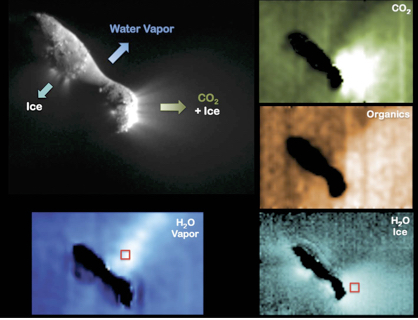 Water Vapor
Ice
CO₂
+ Ice
CO₂
Organics
H₂O
Vapor
H₂O
Ice